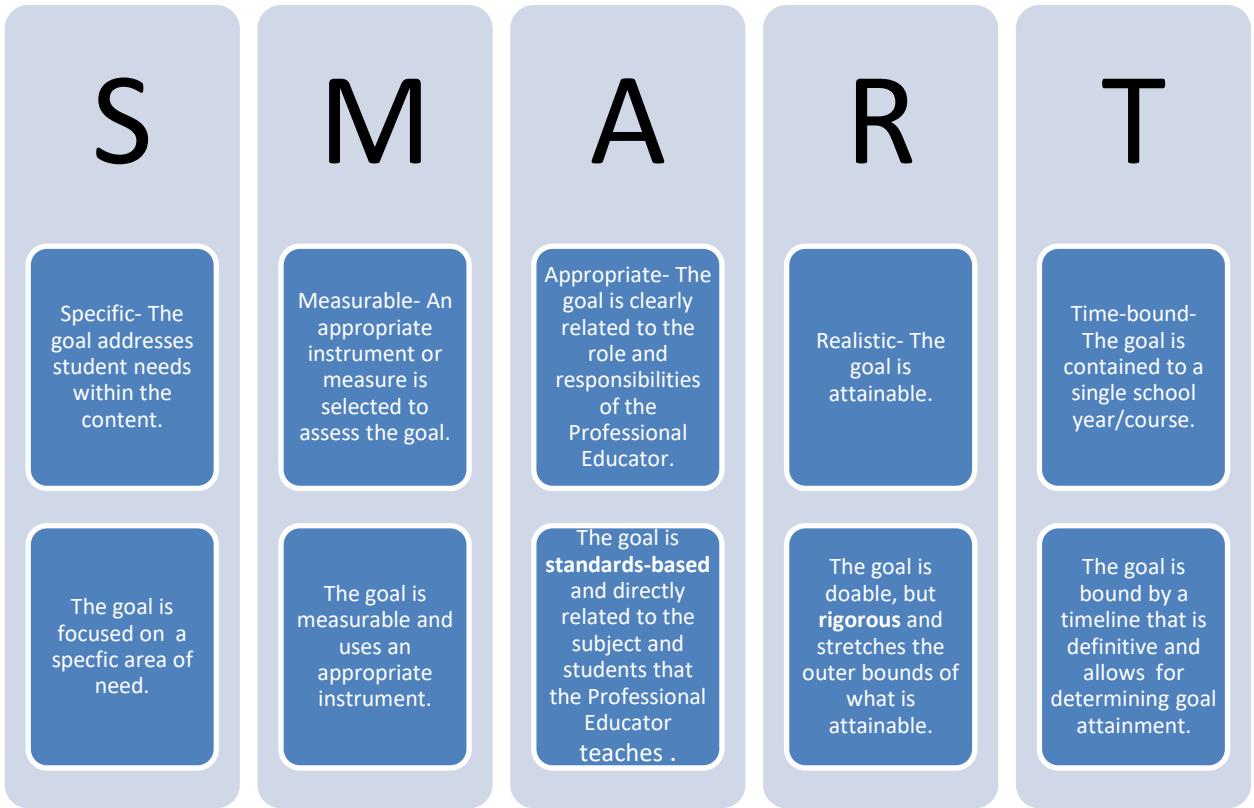 S
Specific- The
goal addresses
student needs
within the
content.
The goal is
focused on  a
specfic area of
need.
M
Measurable- An
appropriate
instrument or
measure is
selected to
assess the goal.
The goal is
measurable and
uses an
appropriate
instrument.
A
Appropriate- The
goal is clearly
related to the
role and
responsibilities
of the
Professional
Educator.
The goal is
standards-based
and directly
related to the
subject and
students that
the Professional
Educator
teaches .
R
Realistic- The
goal is
attainable.
The goal is
doable, but
rigorous and
stretches the
outer bounds of
what is
attainable.
T
Time-bound-
The goal is
contained to a
single school
year/course.
The goal is
bound by a
timeline that is
definitive and
allows  for
determining goal
attainment.